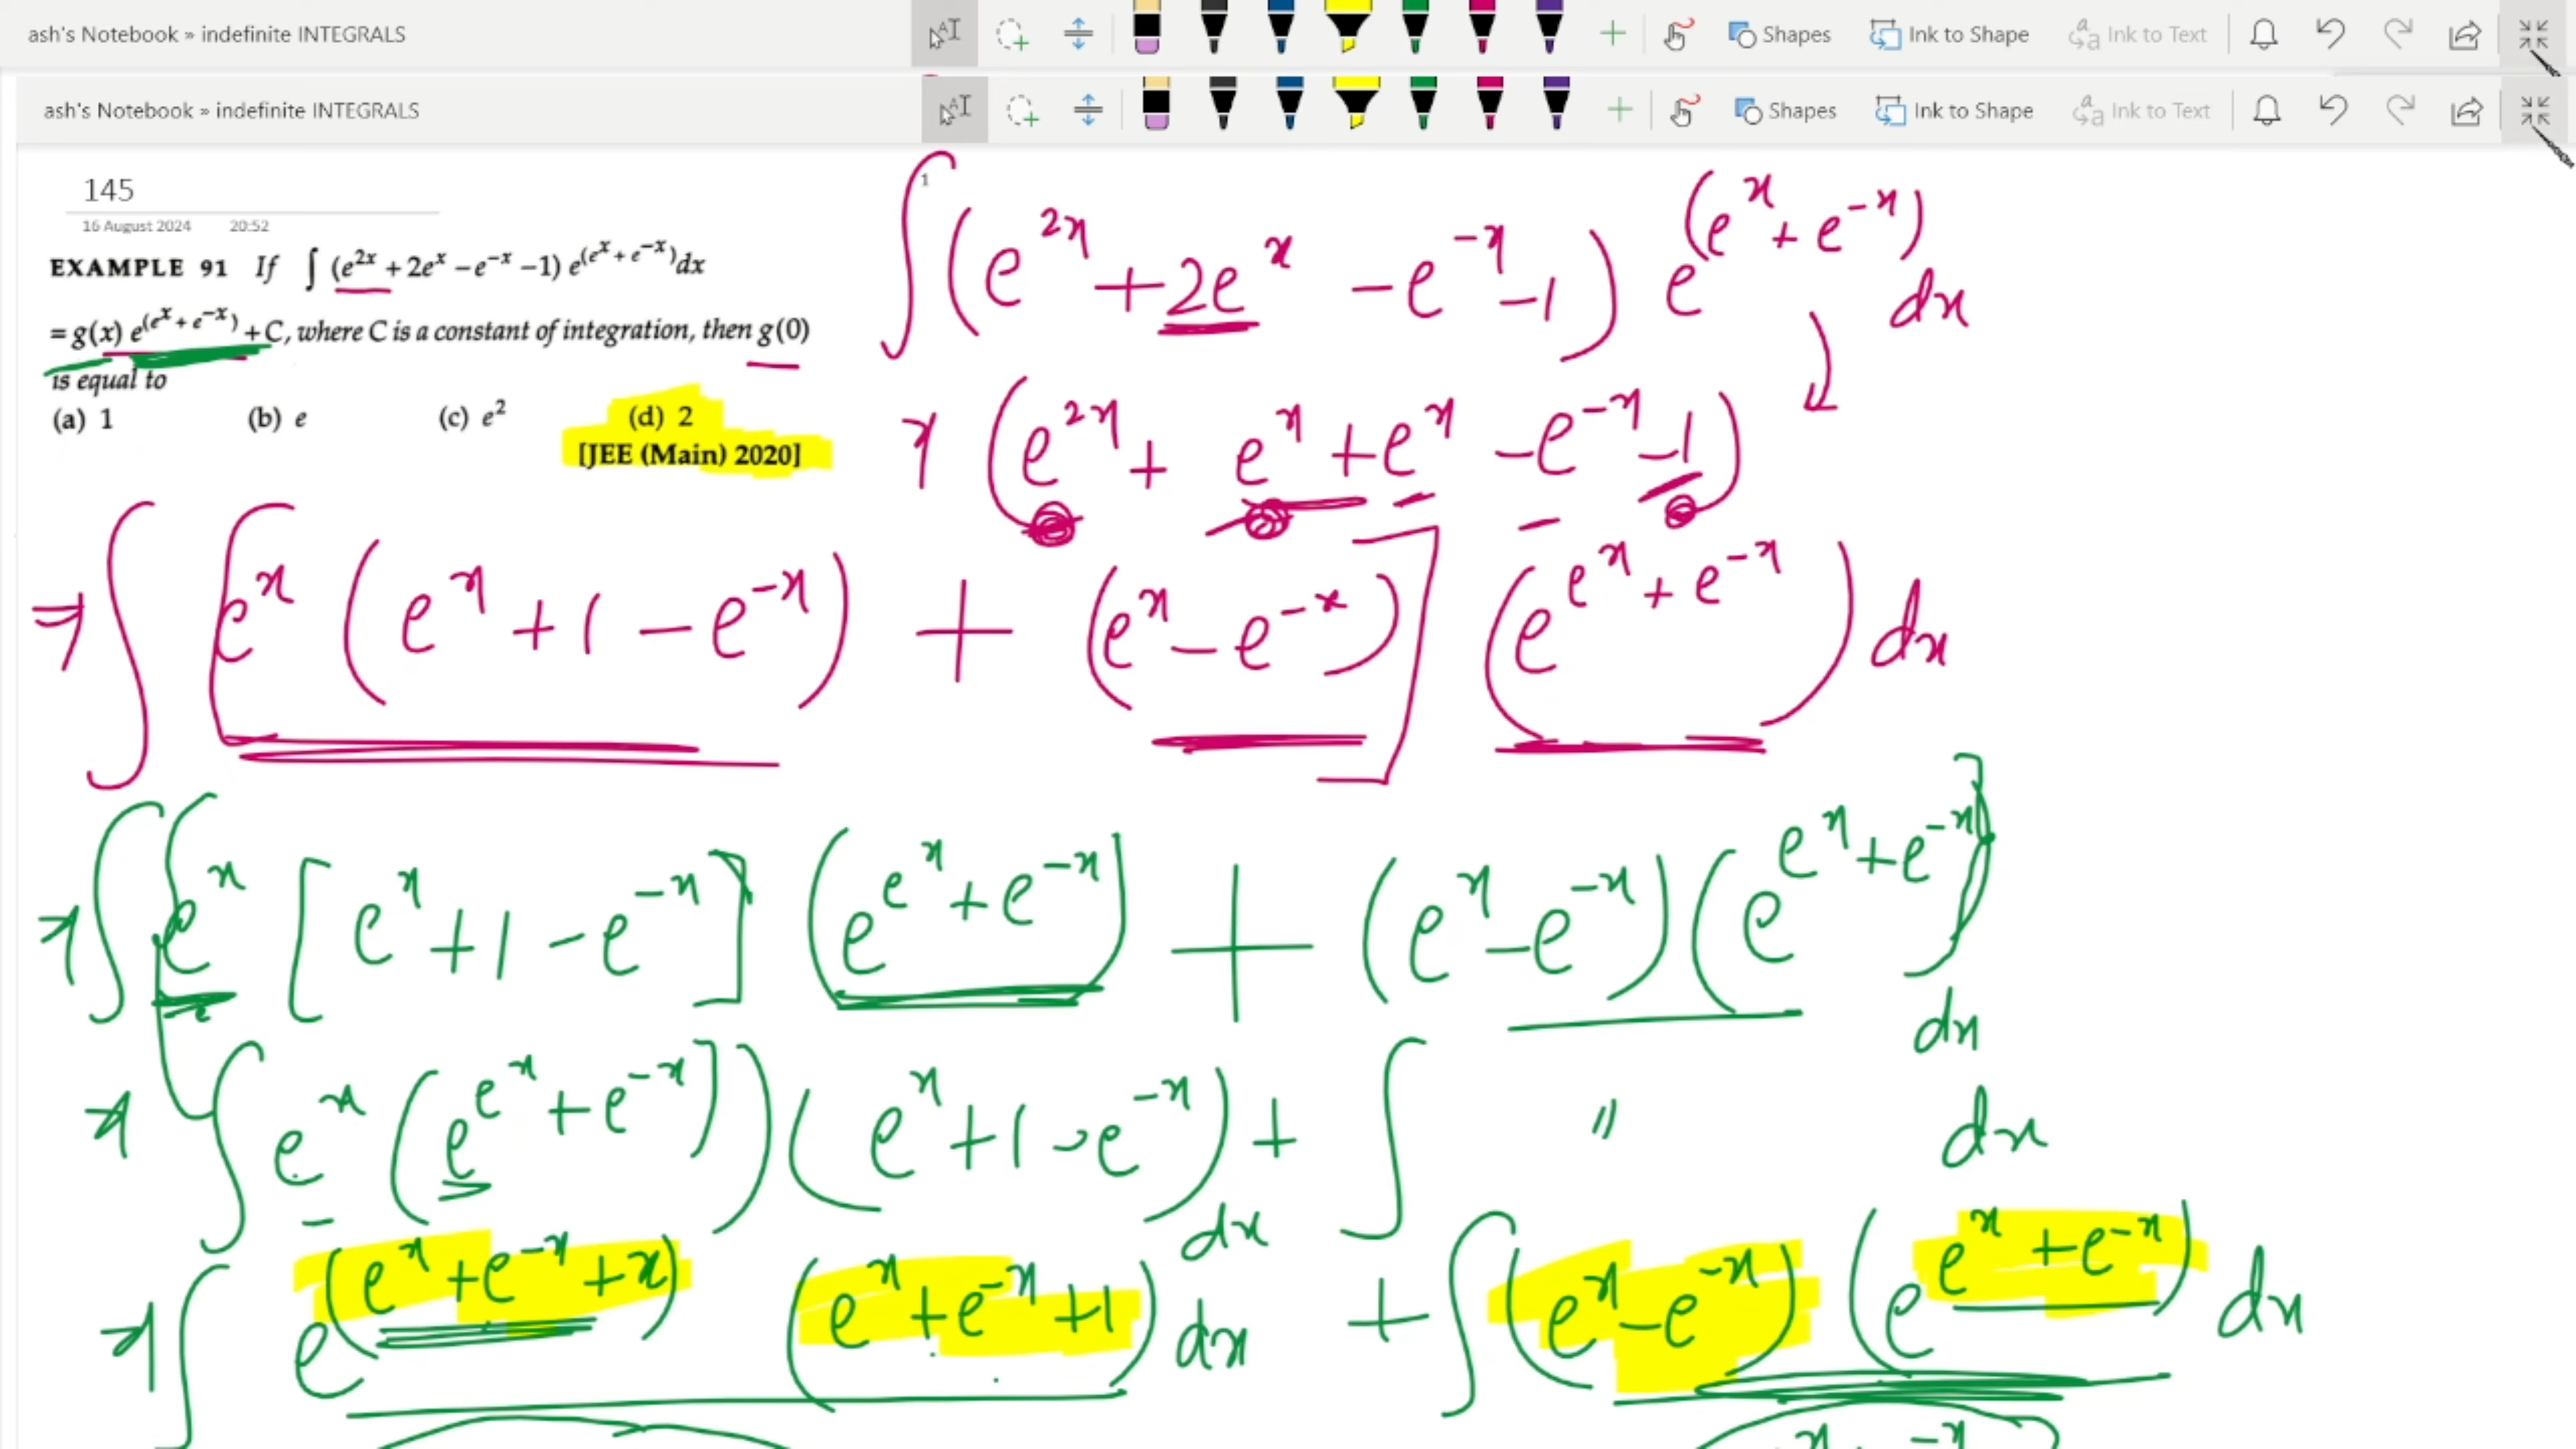 ash's Notebook » indefinite INTEGRALS Shapes Ink to Shape Ink to Text
ash's Notebook » indefinite INTEGRALS Shapes Ink to Shape Ink to Text
145
16 August 2024 20:52
EXAMPLE 91 If ∫ (e^{2x} + 2e^x − e^{−x} − 1) e^{(e^x + e^{−x})} dx
= g(x) e^{(e^x + e^{−x})} + C, where C is a constant of integration, then g(0)
is equal to
(a) 1 (b) e (c) e² (d) 2
[JEE (Main) 2020]
1
∫ (e^{2x} + 2e^x − e^{−x} − 1) e^{(e^x + e^{−x})} dx
(e^{2x} + e^x + e^x − e^{−x} − 1)
⇒ ∫ [e^x (e^x + 1 − e^{−x}) + (e^x − e^{−x})] (e^{e^x + e^{−x}}) dx
⇒ ∫ {e^x [e^x + 1 − e^{−x}] (e^{e^x + e^{−x}}) + (e^x − e^{−x}) (e^{e^x + e^{−x}})} dx
⇒ ∫ e^x (e^{e^x + e^{−x}}) (e^x + 1 − e^{−x}) dx + ∫ " dx
⇒ ∫ e^{(e^x + e^{−x} + x)} (e^x + e^{−x} + 1) dx + ∫ (e^x − e^{−x}) (e^{e^x + e^{−x}}) dx